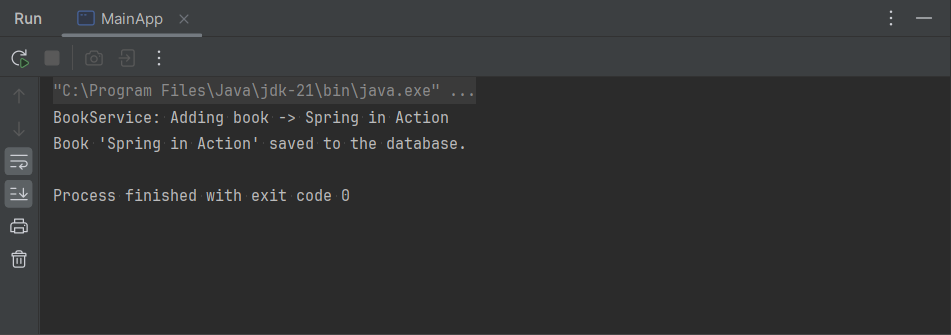 Run MainApp
"C:\Program Files\Java\jdk-21\bin\java.exe" ...
BookService: Adding book -> Spring in Action
Book 'Spring in Action' saved to the database.
Process finished with exit code 0